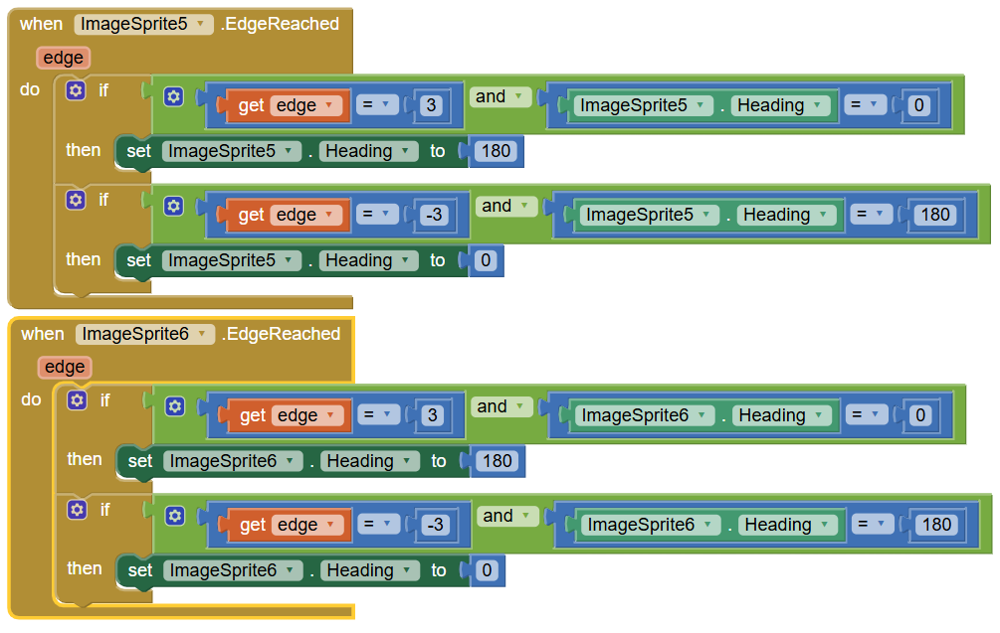 when ImageSprite5 .EdgeReached
edge
do if get edge = 3 and ImageSprite5 . Heading = 0
then set ImageSprite5 . Heading to 180
if get edge = -3 and ImageSprite5 . Heading = 180
then set ImageSprite5 . Heading to 0
when ImageSprite6 .EdgeReached
edge
do if get edge = 3 and ImageSprite6 . Heading = 0
then set ImageSprite6 . Heading to 180
if get edge = -3 and ImageSprite6 . Heading = 180
then set ImageSprite6 . Heading to 0